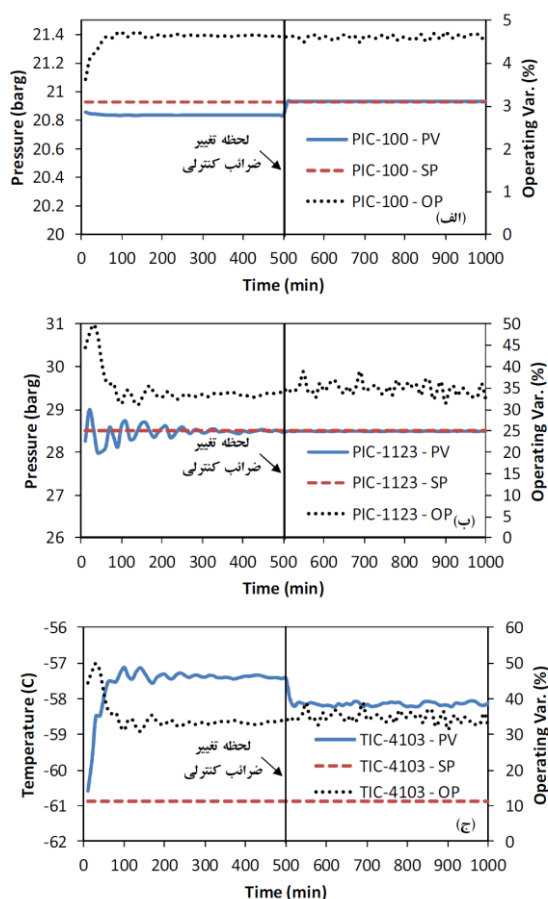 21.4
21.2
21
20.8
20.6
20.4
20.2
20
Pressure (barg)
5
4
3
2
1
0
Operating Var. (%)
لحظه تغییر
ضرائب کنترلی
PIC-100 - PV
PIC-100 - SP
PIC-100 - OP
(الف)
0 100 200 300 400 500 600 700 800 900 1000
Time (min)
31
30
29
28
27
26
Pressure (barg)
50
45
40
35
30
25
20
15
10
5
0
Operating Var. (%)
لحظه تغییر
ضرائب کنترلی
PIC-1123 - PV
PIC-1123 - SP
PIC-1123 - OP
(ب)
0 100 200 300 400 500 600 700 800 900 1000
Time (min)
-56
-57
-58
-59
-60
-61
-62
Temperature (C)
60
50
40
30
20
10
0
Operating Var. (%)
لحظه تغییر
ضرائب کنترلی
TIC-4103 - PV
TIC-4103 - SP
TIC-4103 - OP
(ج)
0 100 200 300 400 500 600 700 800 900 1000
Time (min)